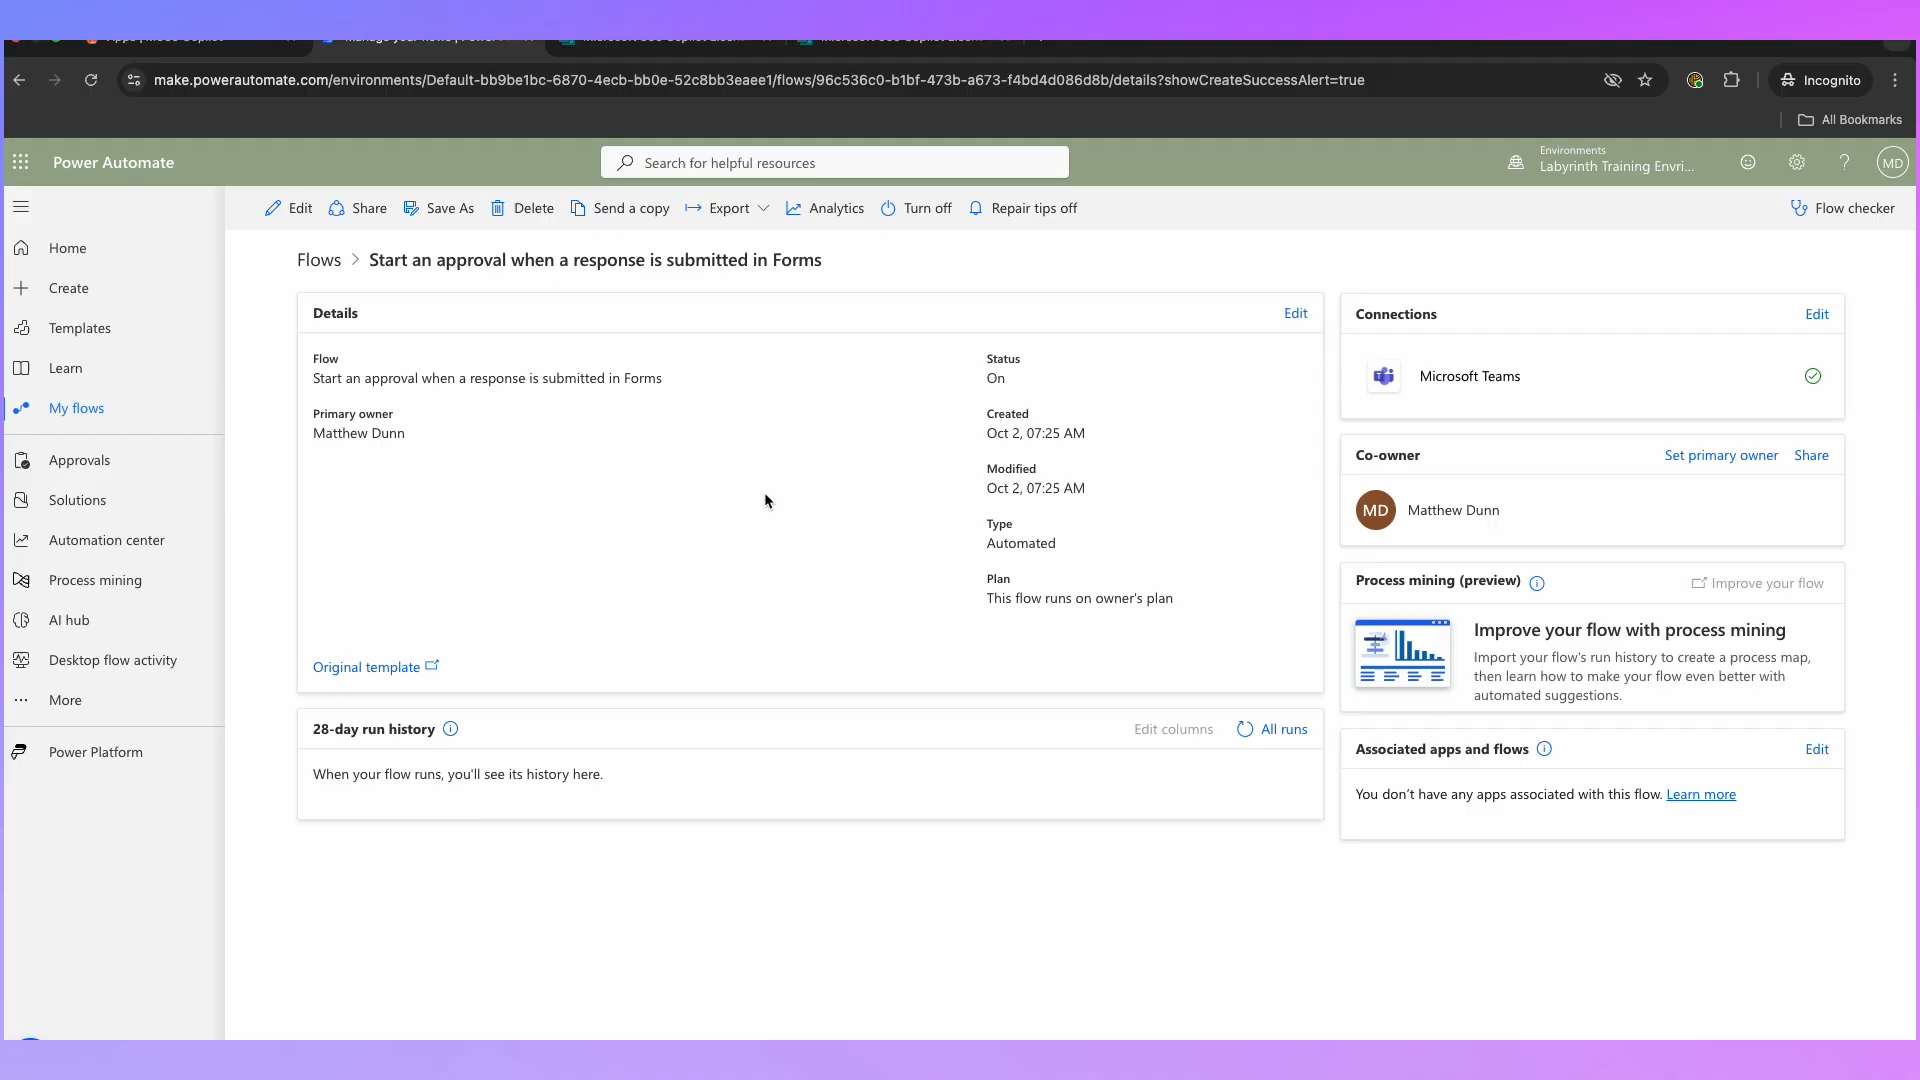 make.powerautomate.com/environments/Default-bb9be1bc-6870-4ecb-bb0e-52c8bb3eaee1/flows/96c536c0-b1bf-473b-a673-f4bd4d086d8b/details?showCreateSuccessAlert=true
Incognito
All Bookmarks
Power Automate
Search for helpful resources
Environments
Labyrinth Training Envri...
MD
Edit
Share
Save As
Delete
Send a copy
Export
Analytics
Turn off
Repair tips off
Flow checker
Home
Create
Templates
Learn
My flows
Approvals
Solutions
Automation center
Process mining
AI hub
Desktop flow activity
More
Power Platform
Flows > Start an approval when a response is submitted in Forms
Details
Edit
Flow
Start an approval when a response is submitted in Forms
Primary owner
Matthew Dunn
Status
On
Created
Oct 2, 07:25 AM
Modified
Oct 2, 07:25 AM
Type
Automated
Plan
This flow runs on owner's plan
Original template
28-day run history
Edit columns
All runs
When your flow runs, you'll see its history here.
Connections
Edit
Microsoft Teams
Co-owner
Set primary owner
Share
MD
Matthew Dunn
Process mining (preview)
Improve your flow
Improve your flow with process mining
Import your flow's run history to create a process map,
then learn how to make your flow even better with
automated suggestions.
Associated apps and flows
Edit
You don't have any apps associated with this flow. Learn more